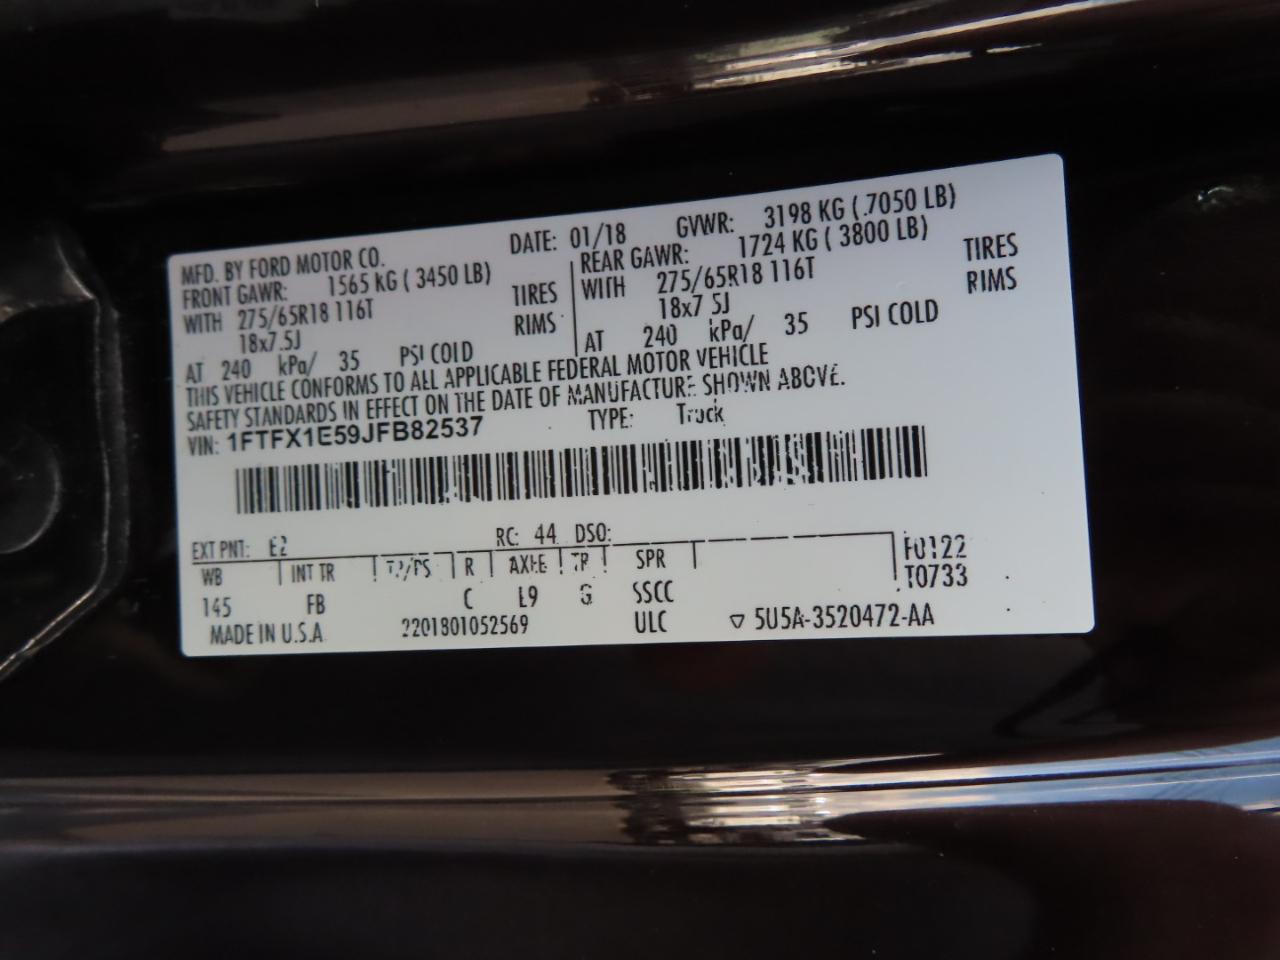 MFD. BY FORD MOTOR CO. DATE: 01/18 GVWR: 3198 KG ( .7050 LB)
FRONT GAWR: 1565 KG ( 3450 LB) REAR GAWR: 1724 KG ( 3800 LB)
WITH 275/65R18 116T TIRES WITH 275/65R18 116T TIRES
18x7.5J RIMS 18x7 5J RIMS
AT 240 kPa/ 35 PSI COLD AT 240 kPa/ 35 PSI COLD
THIS VEHICLE CONFORMS TO ALL APPLICABLE FEDERAL MOTOR VEHICLE
SAFETY STANDARDS IN EFFECT ON THE DATE OF MANUFACTURE SHOWN ABOVE.
VIN: 1FTFX1E59JFB82537 TYPE: Truck
EXT PNT: E2 RC: 44 DSO: F0122
WB INT TR TP/PS R AXLE TR SPR T0733
145 FB C L9 G SSCC
MADE IN U.S.A 2201801052569 ULC ▽ 5U5A-3520472-AA